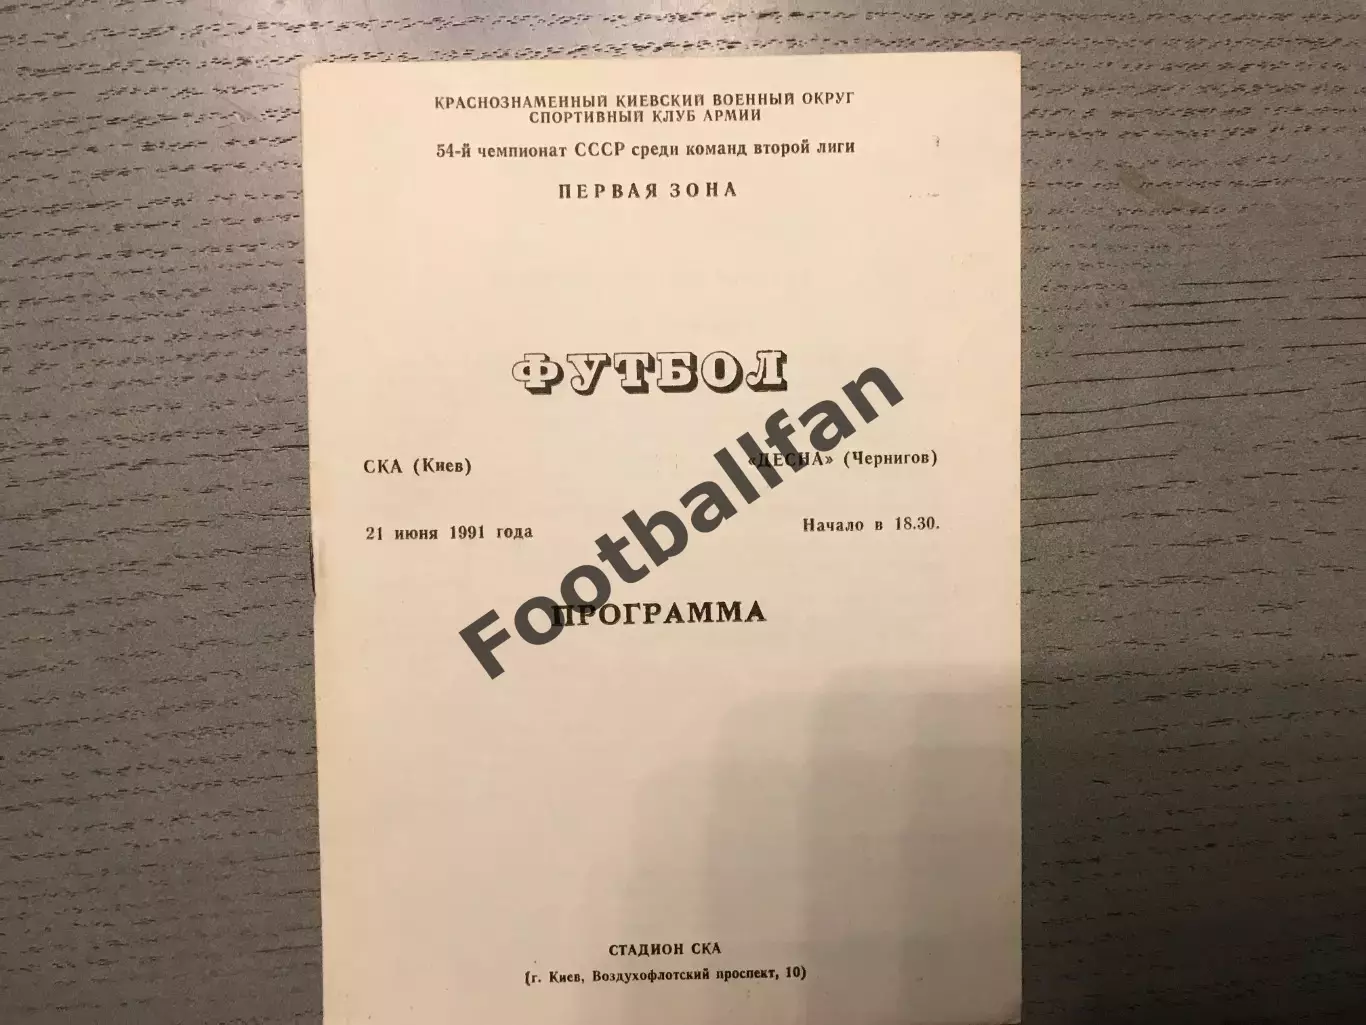 КРАСНОЗНАМЕННЫЙ КИЕВСКИЙ ВОЕННЫЙ ОКРУГ
СПОРТИВНЫЙ КЛУБ АРМИИ
54-й чемпионат СССР среди команд второй лиги
ПЕРВАЯ ЗОНА
ФУТБОЛ
СКА (Киев) «ДЕСНА» (Чернигов)
21 июня 1991 года Начало в 18.30.
Footballfan
ПРОГРАММА
СТАДИОН СКА
(г. Киев, Воздухофлотский проспект, 10)